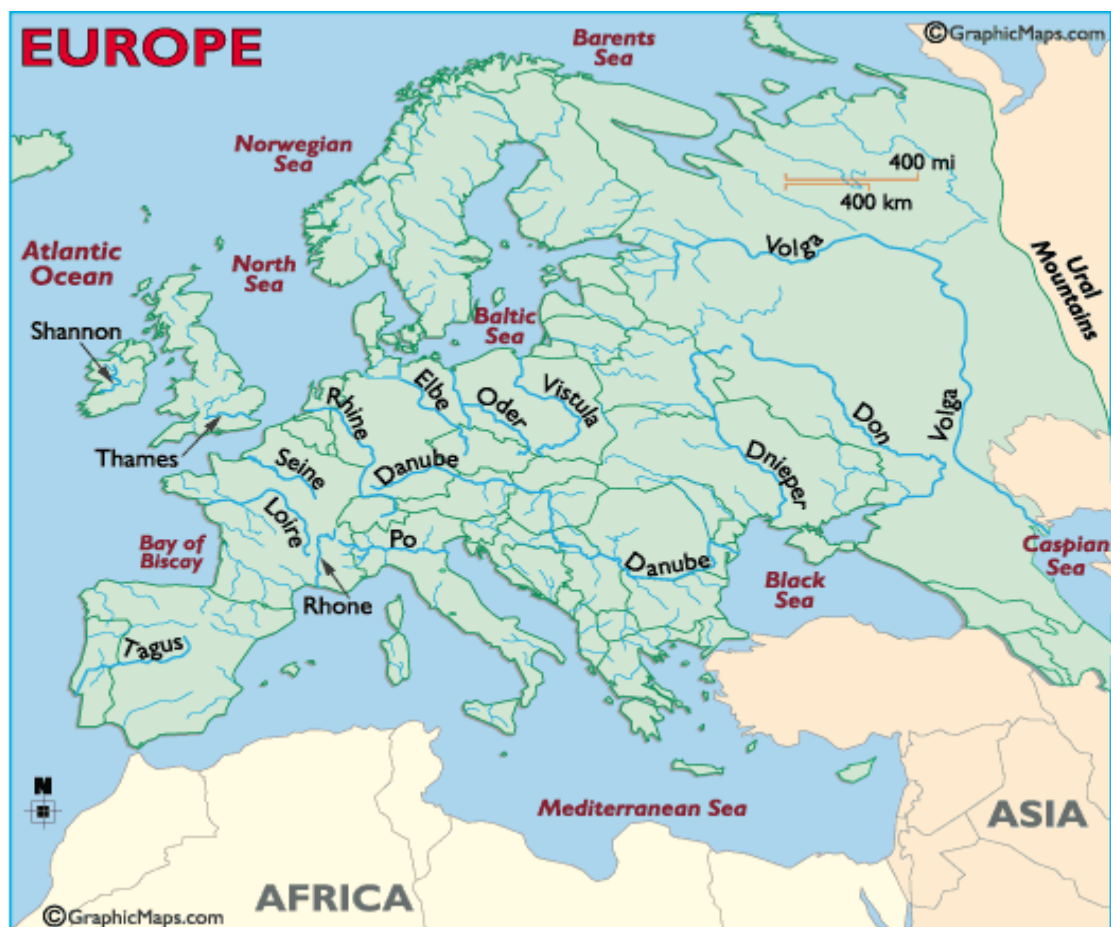 EUROPE
Barents
Sea
©GraphicMaps.com
Norwegian
Sea
400 mi
400 km
Atlantic
Ocean
North
Sea
Volga
Ural
Mountains
Shannon
Baltic
Sea
Rhine
Elbe
Oder
Vistula
Don
Volga
Thames
Seine
Danube
Dnieper
Loire
Bay of
Biscay
Po
Danube
Caspian
Sea
Black
Sea
Rhone
Tagus
N
Mediterranean Sea
ASIA
AFRICA
©GraphicMaps.com